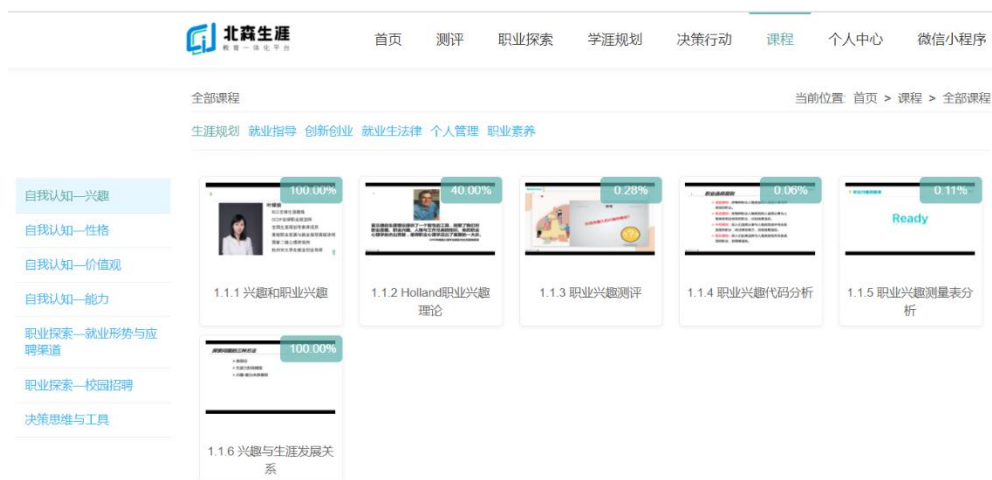 北森生涯
教育一体化平台
首页 测评 职业探索 学涯规划 决策行动 课程 个人中心 微信小程序
全部课程
当前位置: 首页 > 课程 > 全部课程
生涯规划 就业指导 创新创业 就业生法律 个人管理 职业素养
自我认知—兴趣
自我认知—性格
自我认知—价值观
自我认知—能力
职业探索—就业形势与应
聘渠道
职业探索—校园招聘
决策思维与工具
100.00%
1.1.1 兴趣和职业兴趣
40.00%
1.1.2 Holland职业兴趣
理论
0.28%
1.1.3 职业兴趣测评
0.06%
1.1.4 职业兴趣代码分析
0.11%
Ready
1.1.5 职业兴趣测量表分
析
100.00%
1.1.6 兴趣与生涯发展关
系